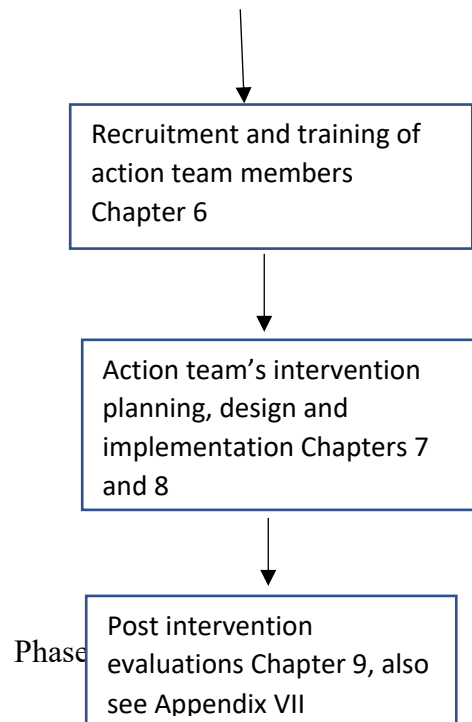 Recruitment and training of
action team members
Chapter 6
Action team’s intervention
planning, design and
implementation Chapters 7
and 8
Post intervention
Phase
evaluations Chapter 9, also
see Appendix VII